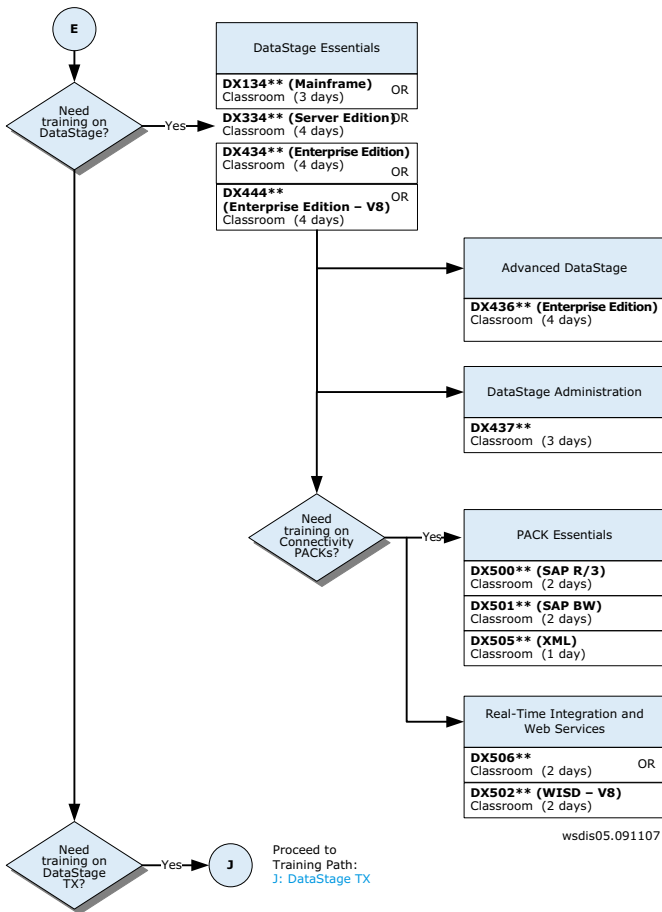 E
Need
training on
DataStage?
Yes
DataStage Essentials
DX134** (Mainframe) OR
Classroom (3 days)
DX334** (Server Edition) OR
Classroom (4 days)
DX434** (Enterprise Edition)
Classroom (4 days)
OR
DX444** OR
(Enterprise Edition – V8)
Classroom (4 days)
Advanced DataStage
DX436** (Enterprise Edition)
Classroom (4 days)
DataStage Administration
DX437**
Classroom (3 days)
Need
training on
Connectivity
PACKs?
Yes
PACK Essentials
DX500** (SAP R/3)
Classroom (2 days)
DX501** (SAP BW)
Classroom (2 days)
DX505** (XML)
Classroom (1 day)
Real-Time Integration and
Web Services
DX506** OR
Classroom (2 days)
DX502** (WISD – V8)
Classroom (2 days)
wsdis05.091107
Need
training on
DataStage
TX?
Yes
J
Proceed to
Training Path:
J: DataStage TX